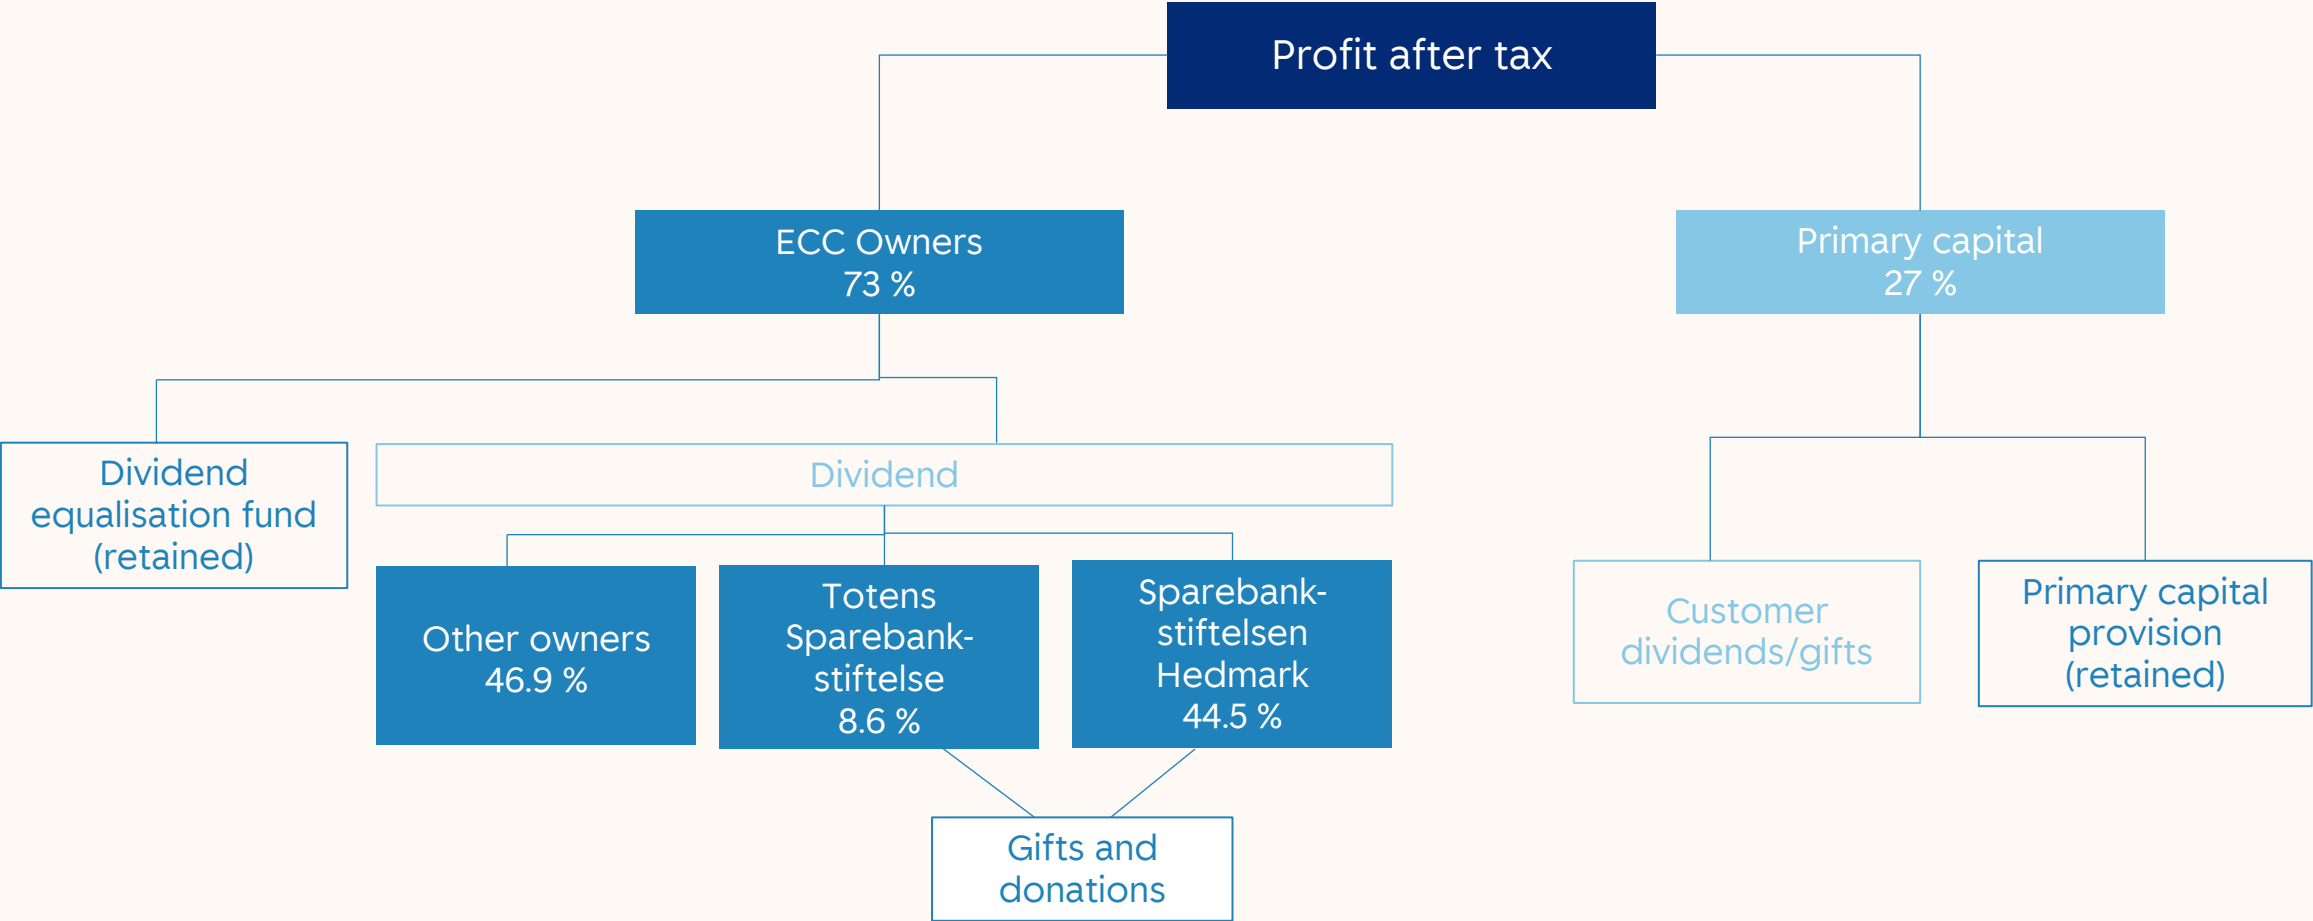 Profit after tax
ECC Owners
73 %
Primary capital
27 %
Dividend
equalisation fund
(retained)
Dividend
Other owners
46.9 %
Totens
Sparebank-
stiftelse
8.6 %
Sparebank-
stiftelsen
Hedmark
44.5 %
Customer
dividends/gifts
Primary capital
provision
(retained)
Gifts and
donations